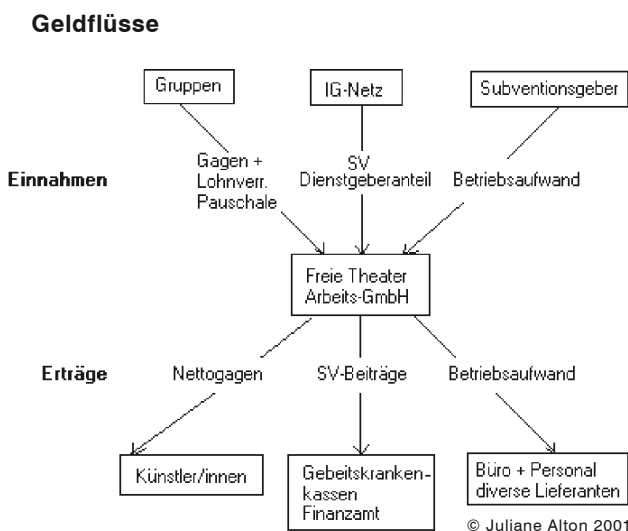 Geldflüsse
Gruppen
IG-Netz
Subventionsgeber
Einnahmen
Gagen +
Lohnverr.
Pauschale
SV
Dienstgeberanteil
Betriebsaufwand
Freie Theater
Arbeits-GmbH
Erträge
Nettogagen
SV-Beiträge
Betriebsaufwand
Künstler/innen
Gebeitskranken-
kassen
Finanzamt
Büro + Personal
diverse Lieferanten
© Juliane Alton 2001